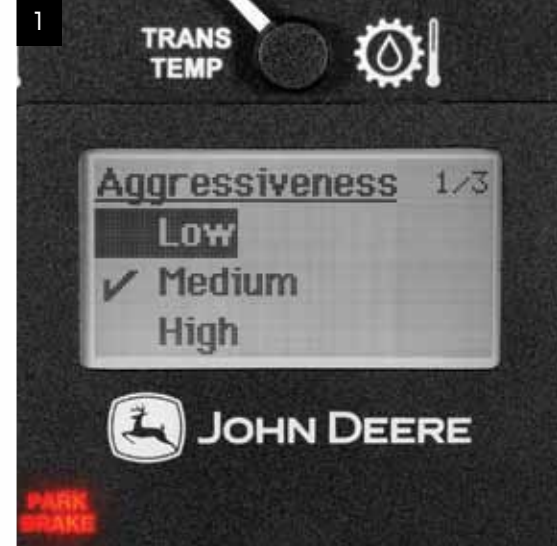 1
TRANS
TEMP
Aggressiveness 1/3
Low
✓ Medium
High
JOHN DEERE
PARK
BRAKE